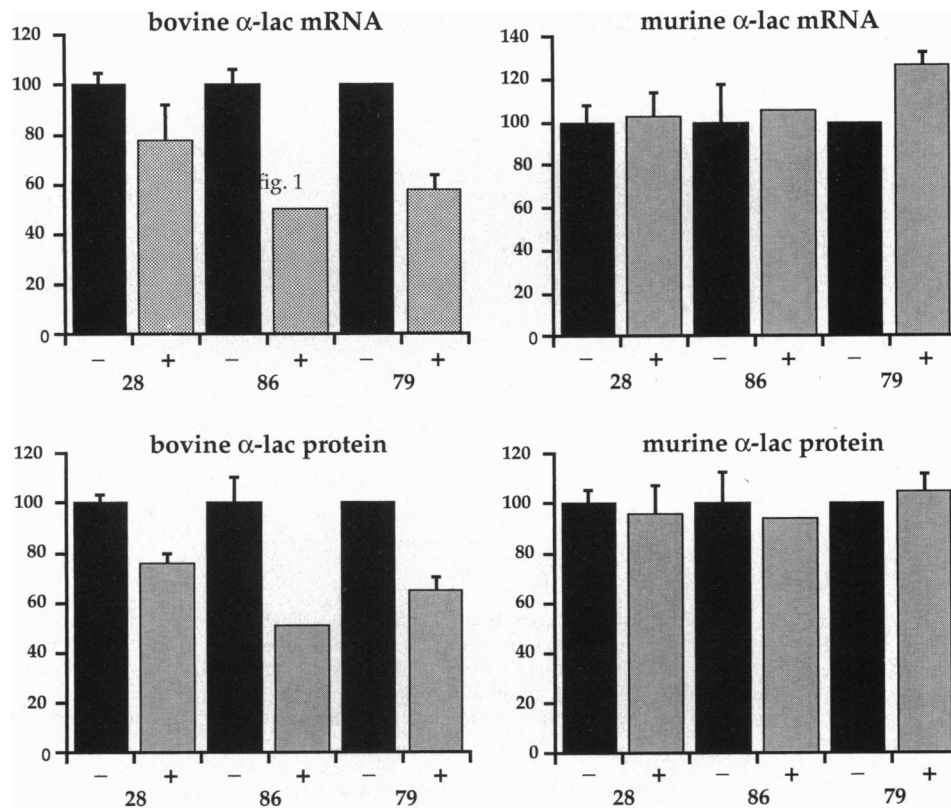 bovine α-lac mRNA
120
100
80
60
40
20
0
fig. 1
− + − + − +
28 86 79
murine α-lac mRNA
140
120
100
80
60
40
20
0
− + − + − +
28 86 79
bovine α-lac protein
120
100
80
60
40
20
0
− + − + − +
28 86 79
murine α-lac protein
120
100
80
60
40
20
0
− + − + − +
28 86 79